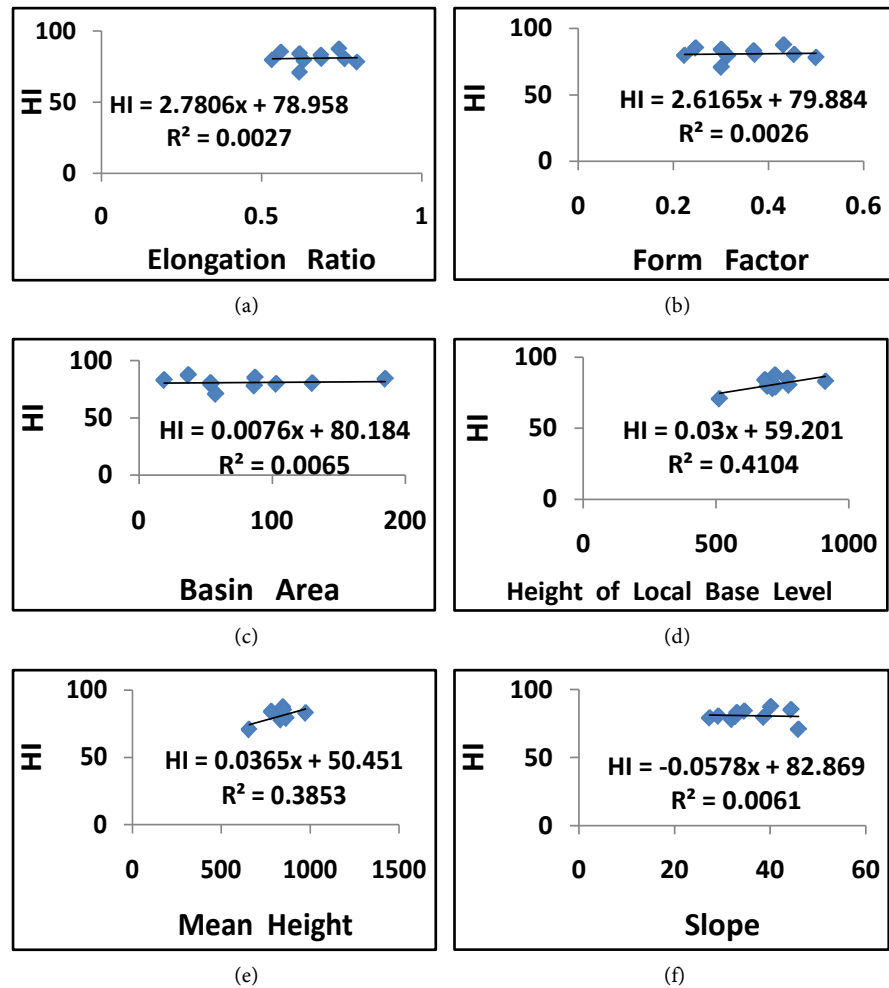 100
50
0
HI
HI = 2.7806x + 78.958
R² = 0.0027
0 0.5 1
Elongation Ratio
(a)
150
100
50
0
HI
HI = 2.6165x + 79.884
R² = 0.0026
0 0.2 0.4 0.6
Form Factor
(b)
100
50
0
HI
HI = 0.0076x + 80.184
R² = 0.0065
0 100 200
Basin Area
(c)
100
50
0
HI
HI = 0.03x + 59.201
R² = 0.4104
0 500 1000
Height of Local Base Level
(d)
100
50
0
HI
HI = 0.0365x + 50.451
R² = 0.3853
0 500 1000 1500
Mean Height
(e)
100
50
0
HI
HI = -0.0578x + 82.869
R² = 0.0061
0 20 40 60
Slope
(f)